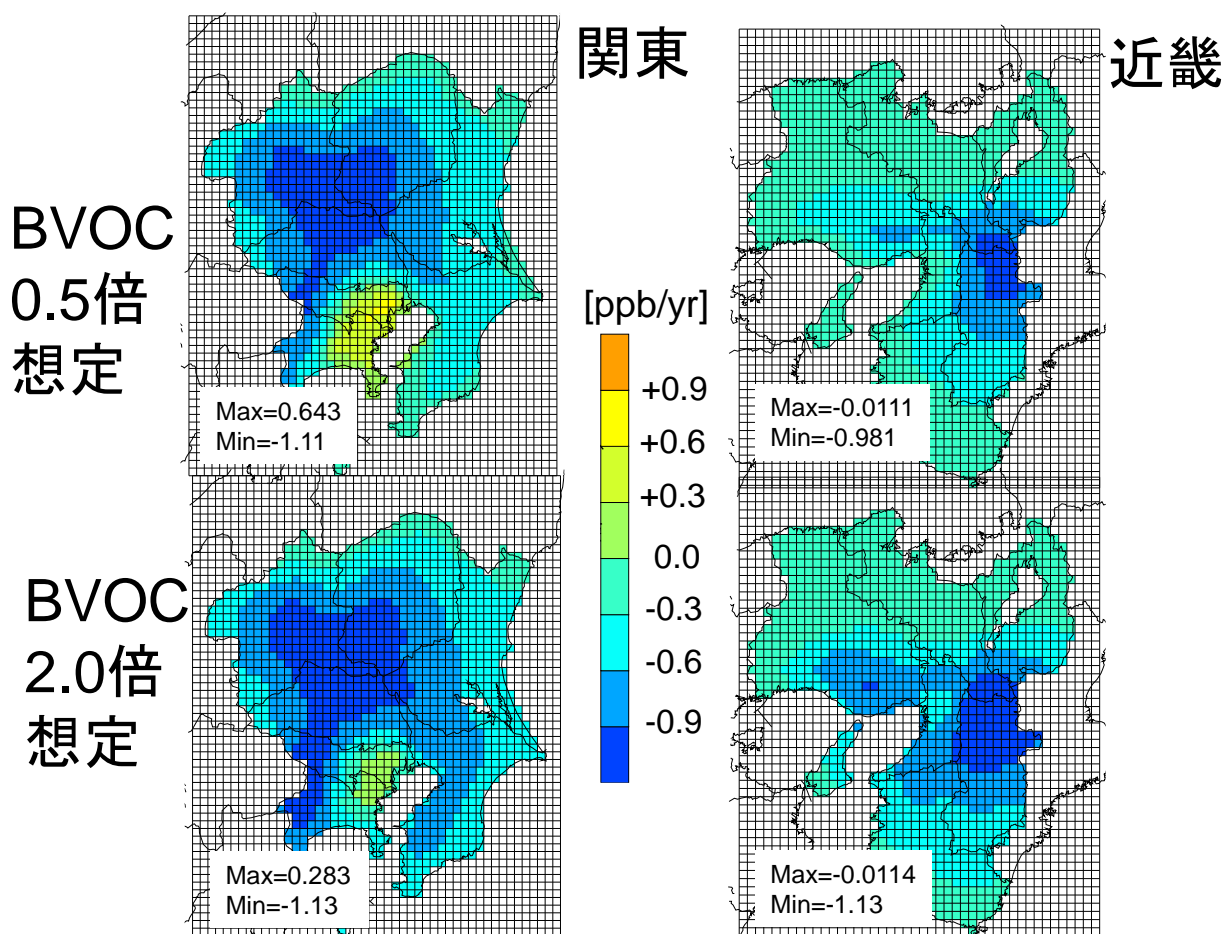 関東
近畿
BVOC
0.5倍
想定
Max=0.643
Min=-1.11
Max=-0.0111
Min=-0.981
[ppb/yr]
+0.9
+0.6
+0.3
0.0
-0.3
-0.6
-0.9
BVOC
2.0倍
想定
Max=0.283
Min=-1.13
Max=-0.0114
Min=-1.13